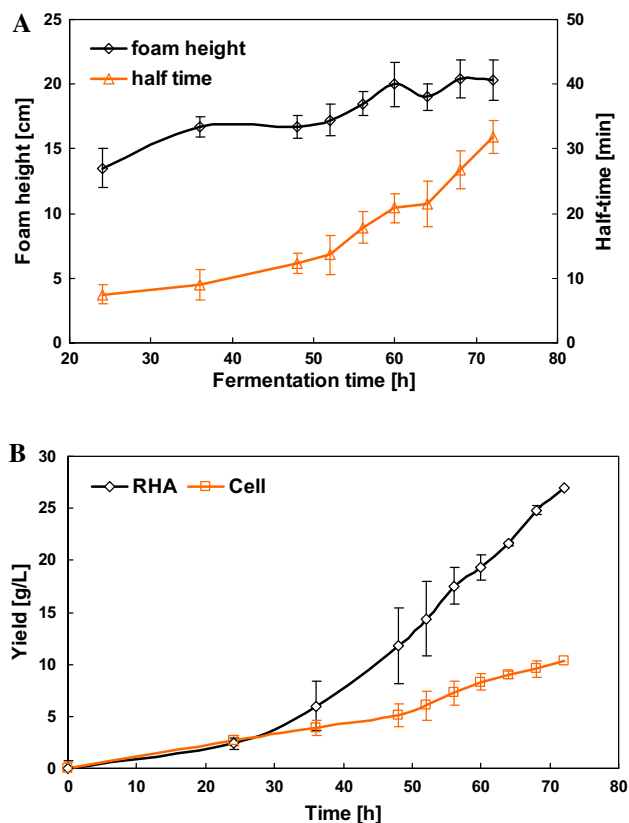 A
foam height
half time
Foam height [cm]
25
20
15
10
5
0
Half-time [min]
50
40
30
20
10
0
20 30 40 50 60 70 80
Fermentation time [h]
B
RHA Cell
Yield [g/L]
30
25
20
15
10
5
0
0 10 20 30 40 50 60 70 80
Time [h]